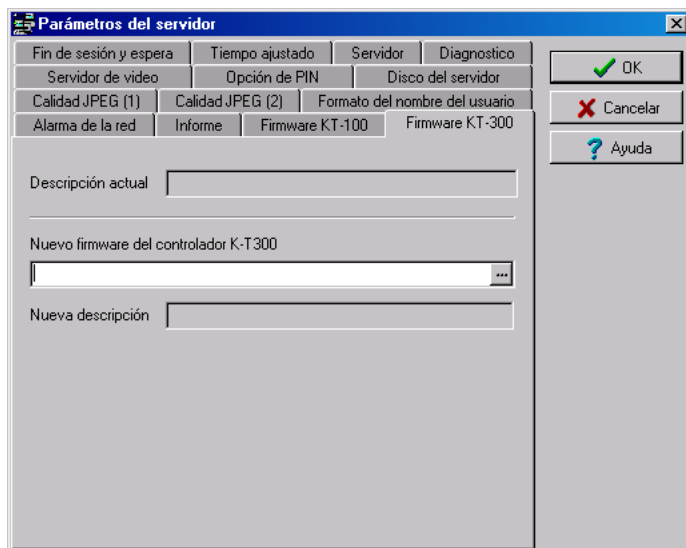 Parámetros del servidor
Fin de sesión y espera Tiempo ajustado Servidor Diagnostico
Servidor de video Opción de PIN Disco del servidor
Calidad JPEG (1) Calidad JPEG (2) Formato del nombre del usuario
Alarma de la red Informe Firmware KT-100 Firmware KT-300
OK
Cancelar
Ayuda
Descripción actual
Nuevo firmware del controlador K-T300
...
Nueva descripción